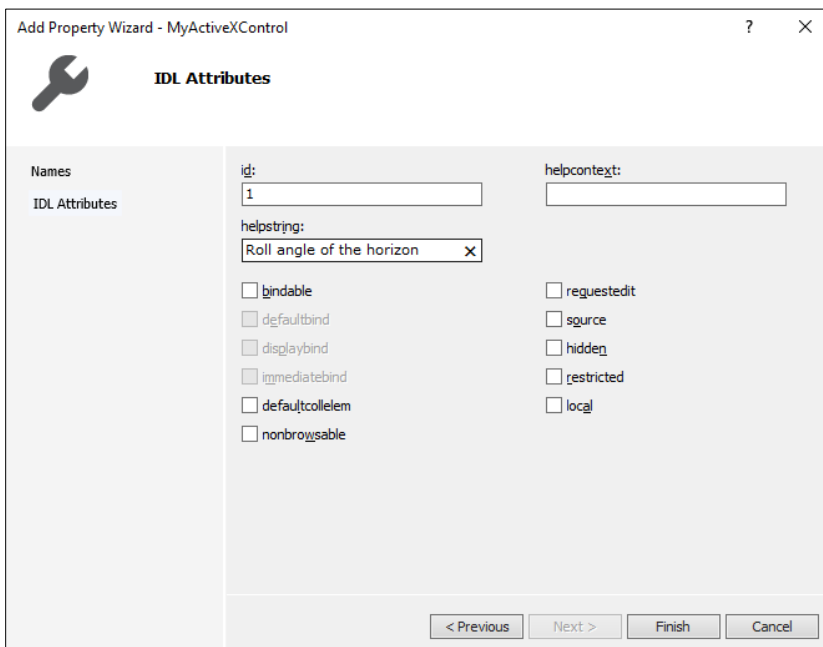 Add Property Wizard - MyActiveXControl
?
IDL Attributes
Names
IDL Attributes
id:
helpcontext:
1
helpstring:
Roll angle of the horizon
bindable
requestedit
defaultbind
source
displaybind
hidden
immediatebind
restricted
defaultcollelem
local
nonbrowsable
< Previous
Next >
Finish
Cancel